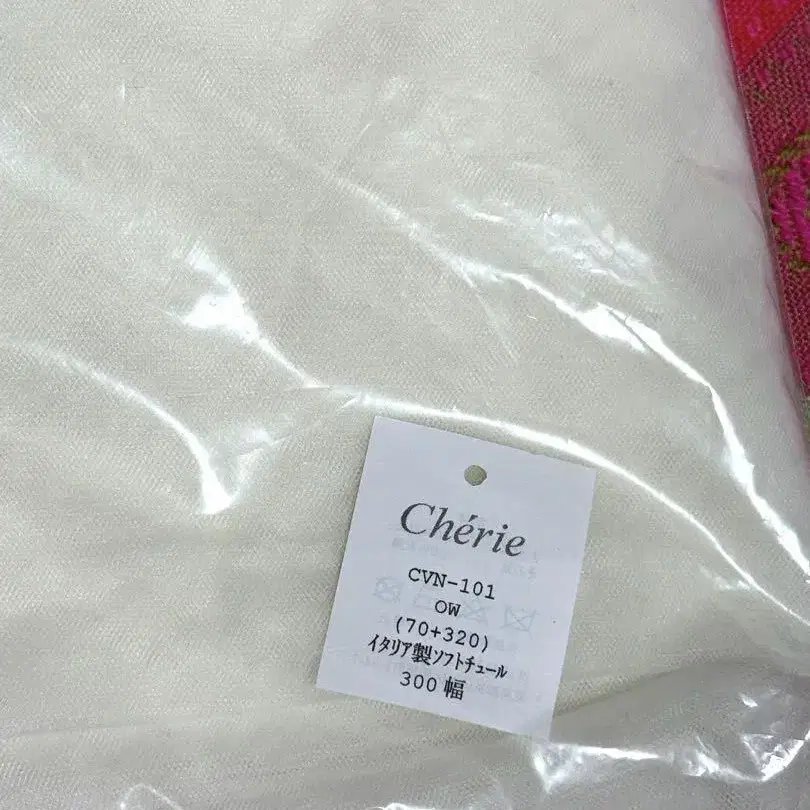 Chérie
CVN-101
OW
(70+320)
イタリア製ソフトチュール
300幅